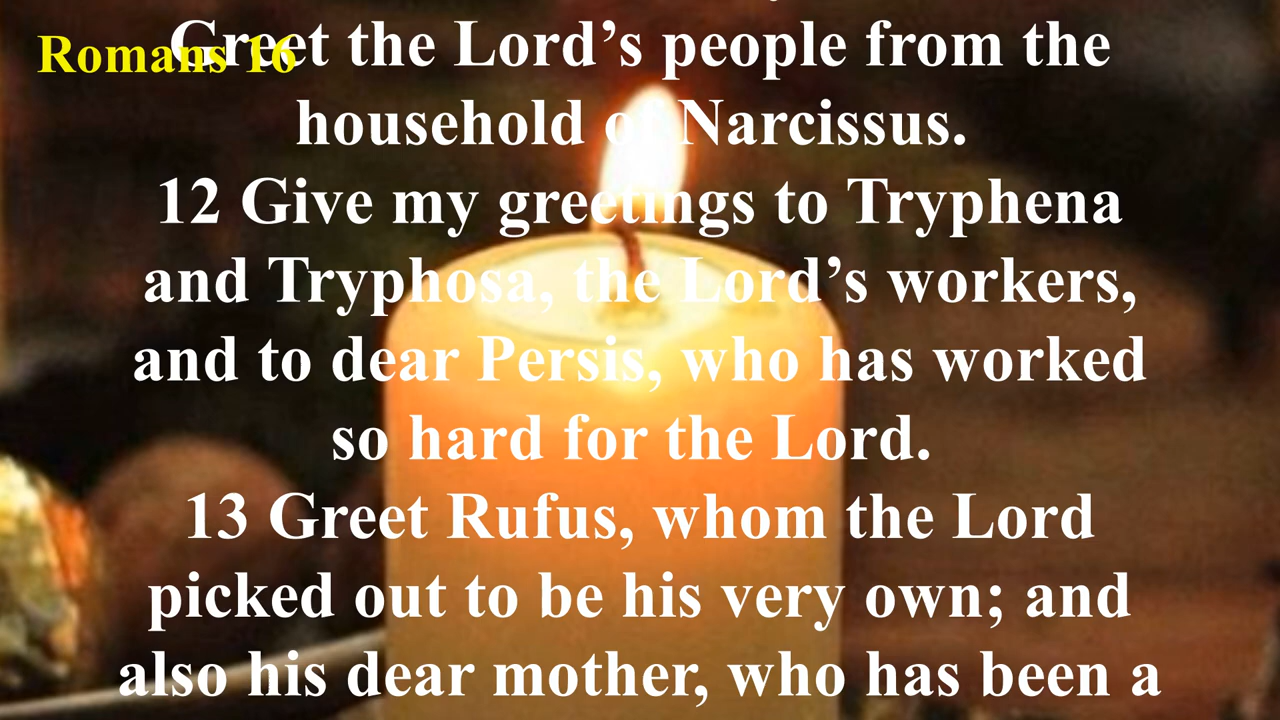 Romans 16
Greet the Lord’s people from the
household of Narcissus.
12 Give my greetings to Tryphena
and Tryphosa, the Lord’s workers,
and to dear Persis, who has worked
so hard for the Lord.
13 Greet Rufus, whom the Lord
picked out to be his very own; and
also his dear mother, who has been a